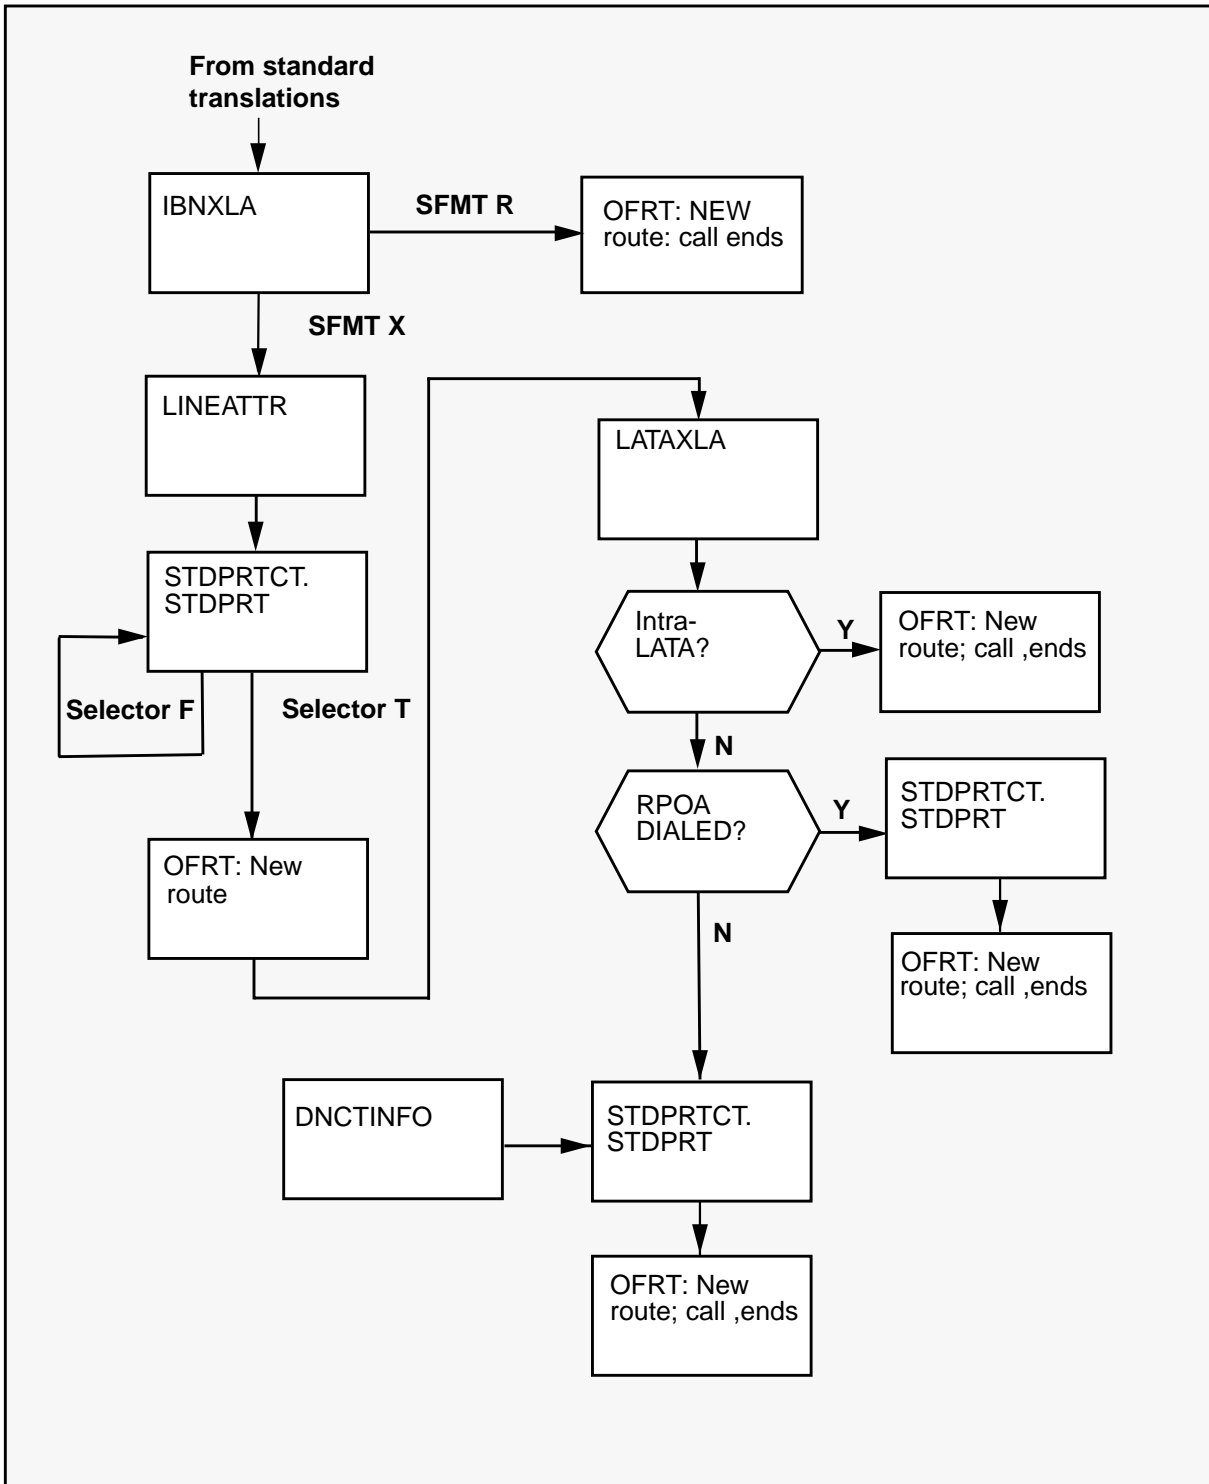 From standard
translations
IBNXLA
SFMT R
OFRT: NEW
route: call ends
SFMT X
LINEATTR
LATAXLA
STDPRTCT.
STDPRT
Intra-
LATA?
Y
OFRT: New
route; call ,ends
Selector F
Selector T
N
RPOA
DIALED?
Y
STDPRTCT.
STDPRT
OFRT: New
route
N
OFRT: New
route; call ,ends
DNCTINFO
STDPRTCT.
STDPRT
OFRT: New
route; call ,ends